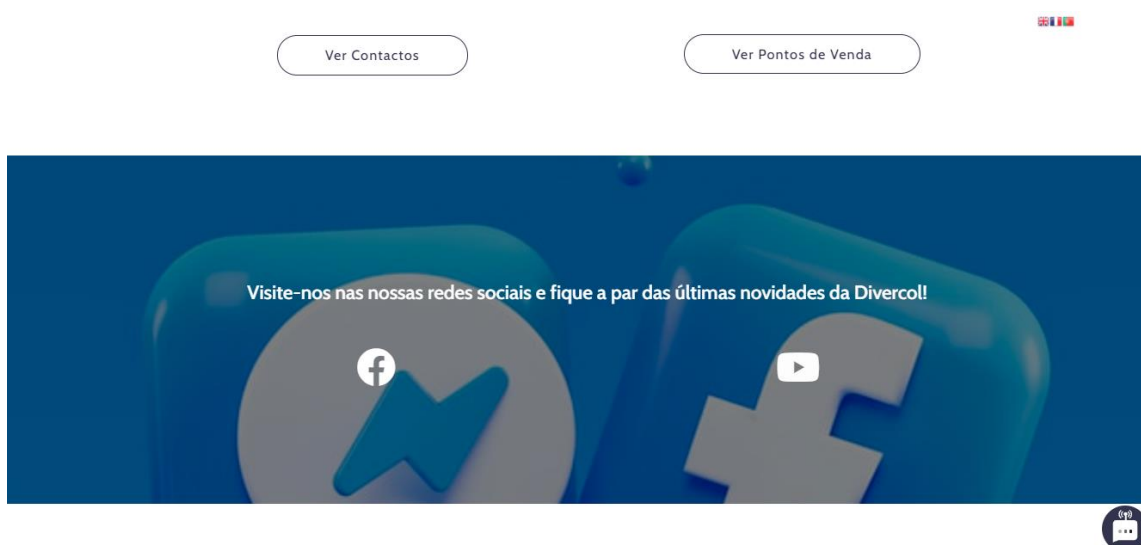 Ver Contactos
Ver Pontos de Venda
Visite-nos nas nossas redes sociais e fique a par das últimas novidades da Divercol!